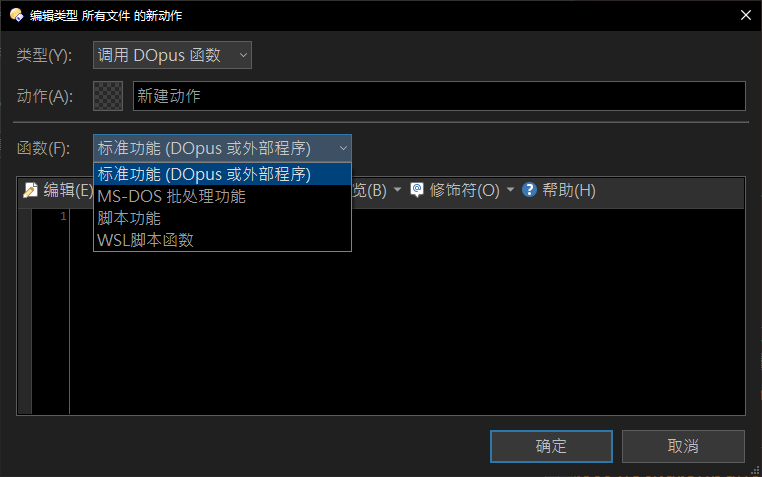 编辑类型 所有文件 的新动作
类型(Y): 调用 DOpus 函数
动作(A): 新建动作
函数(F): 标准功能 (DOpus 或外部程序)
标准功能 (DOpus 或外部程序)
MS-DOS 批处理功能
脚本功能
WSL脚本函数
编辑(E) 览(B) 修饰符(O) 帮助(H)
1
确定 取消